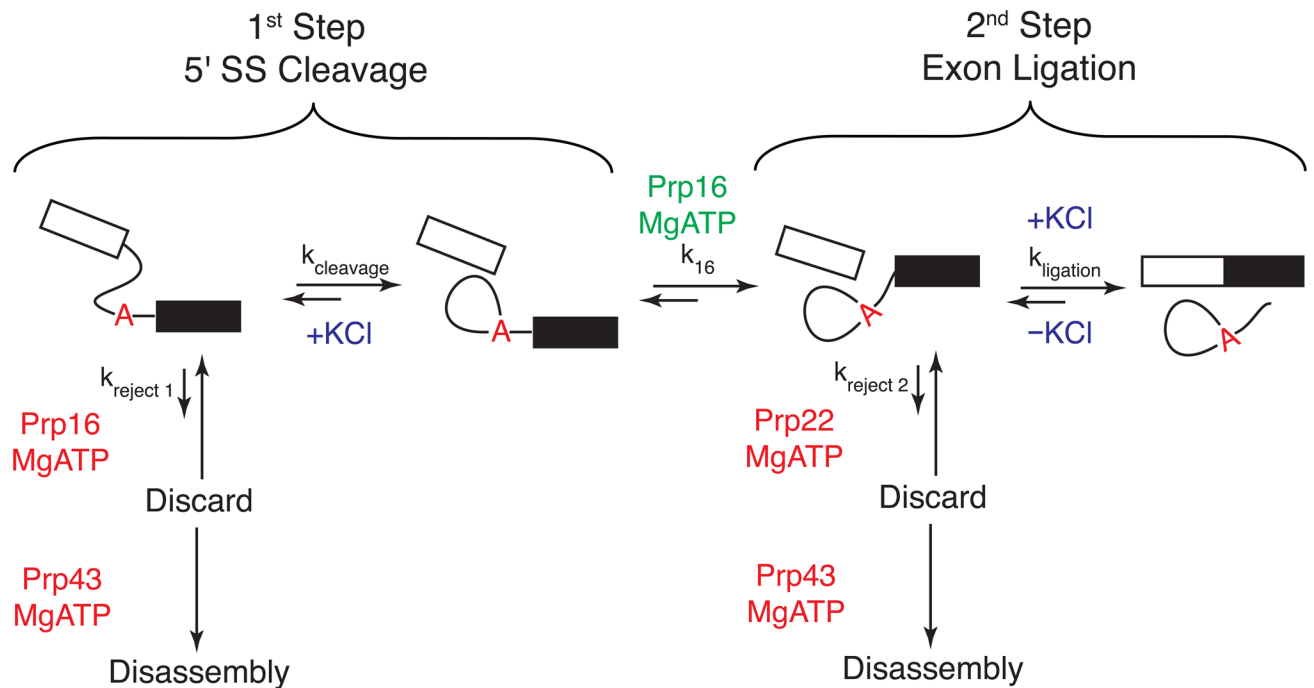 1st Step
5' SS Cleavage
2nd Step
Exon Ligation
Prp16
MgATP
k16
kcleavage
+KCl
A
A
A
+KCl
kligation
−KCl
A
kreject 1
Prp16
MgATP
Discard
Prp43
MgATP
Disassembly
kreject 2
Prp22
MgATP
Discard
Prp43
MgATP
Disassembly